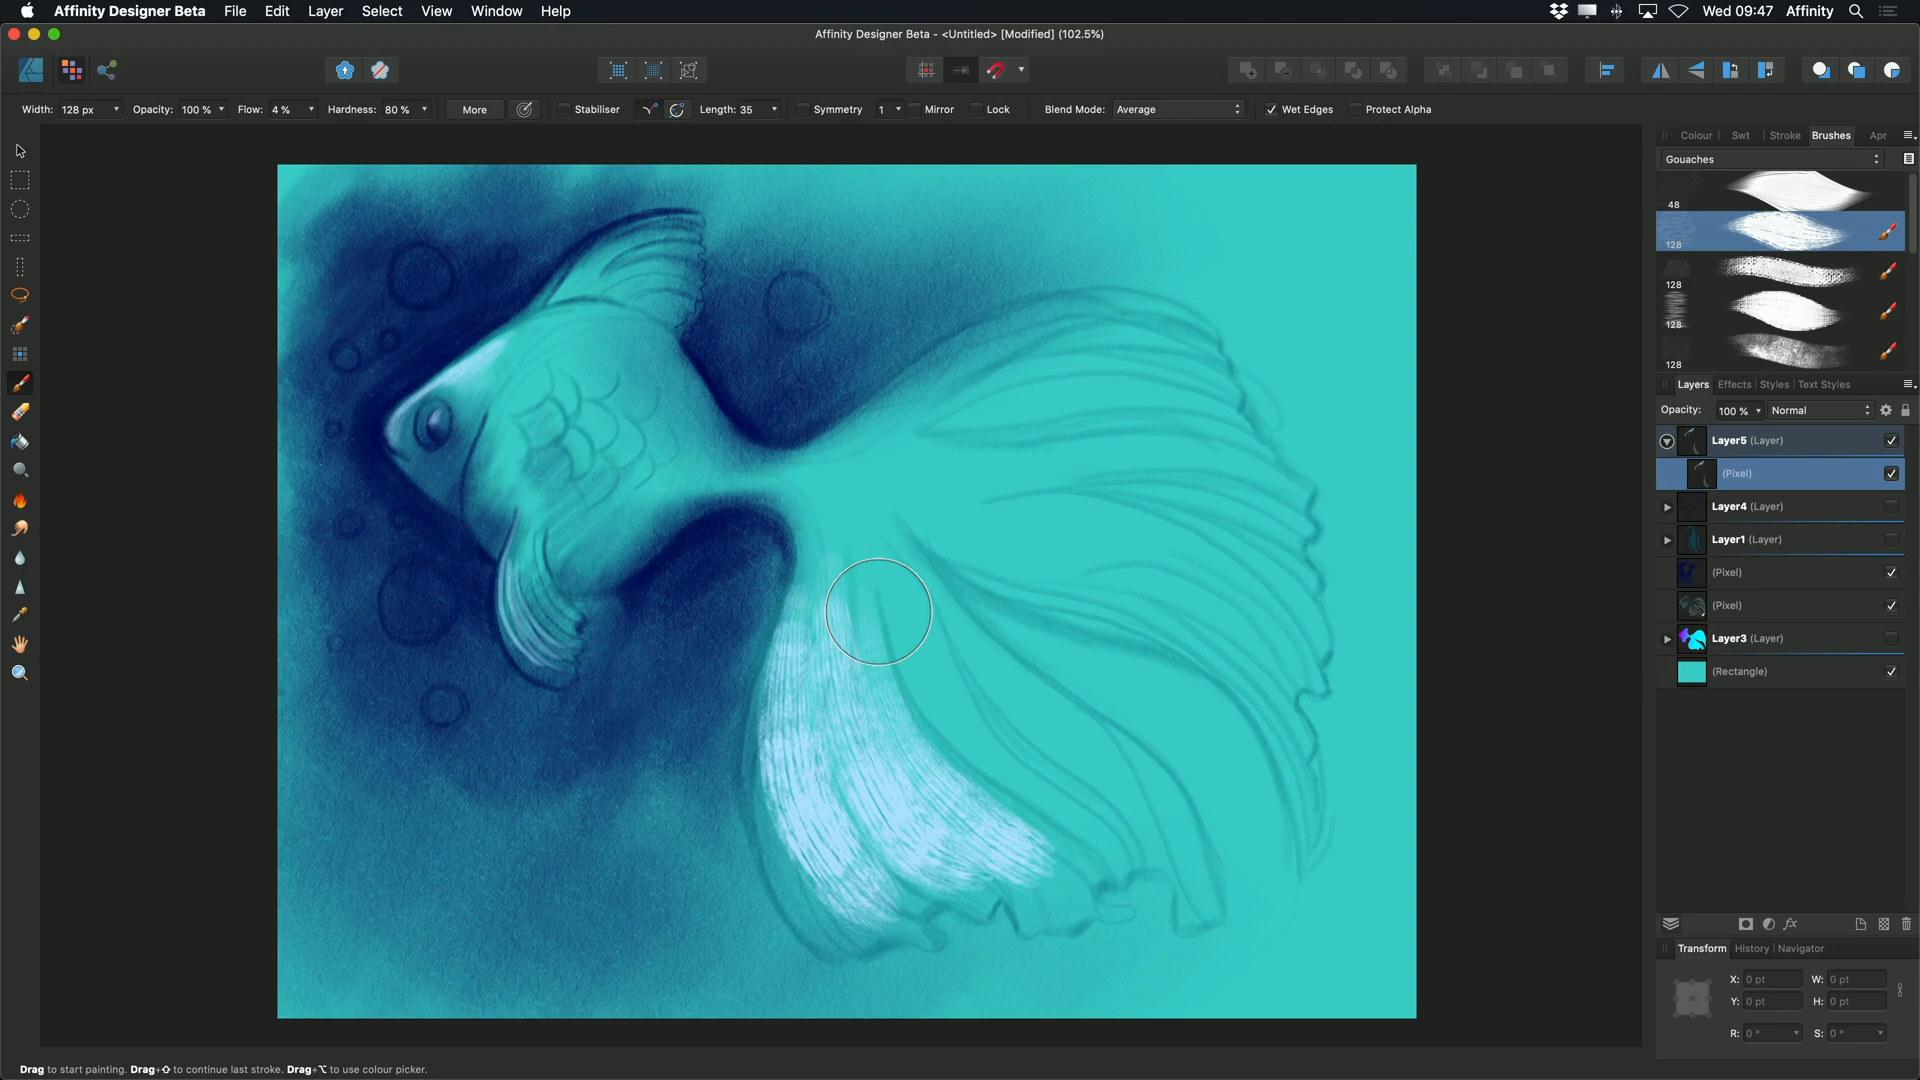 Affinity Designer Beta File Edit Layer Select View Window Help Wed 09:47 Affinity
Affinity Designer Beta - <Untitled> [Modified] (102.5%)
Width: 128 px Opacity: 100 % Flow: 4 % Hardness: 80 % More Stabiliser Length: 35 Symmetry 1 Mirror Lock Blend Mode: Average Wet Edges Protect Alpha
Colour Swt Stroke Brushes Apr
Gouaches
48
128
128
128
128
Layers Effects Styles Text Styles
Opacity: 100 % Normal
Layer5 (Layer)
(Pixel)
Layer4 (Layer)
Layer1 (Layer)
(Pixel)
(Pixel)
Layer3 (Layer)
(Rectangle)
fx
Transform History Navigator
X: 0 pt W: 0 pt
Y: 0 pt H: 0 pt
R: 0 ° S: 0 °
Drag to start painting. Drag+⇧ to continue last stroke. Drag+⌥ to use colour picker.